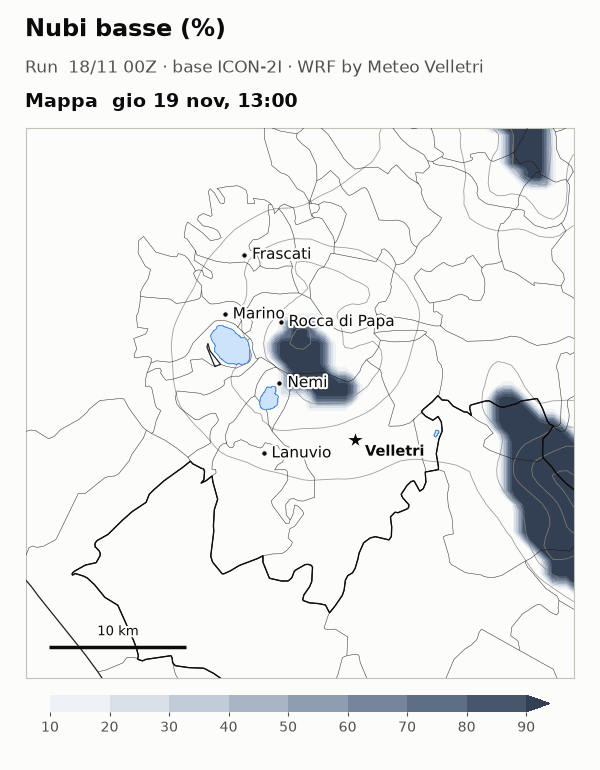 Nubi basse (%)
Run  18/11 00Z · base ICON-2I · WRF by Meteo Velletri
Mappa  gio 19 nov, 13:00
Frascati
Marino
Rocca di Papa
Nemi
Velletri
Lanuvio
10 km
10 20 30 40 50 60 70 80 90